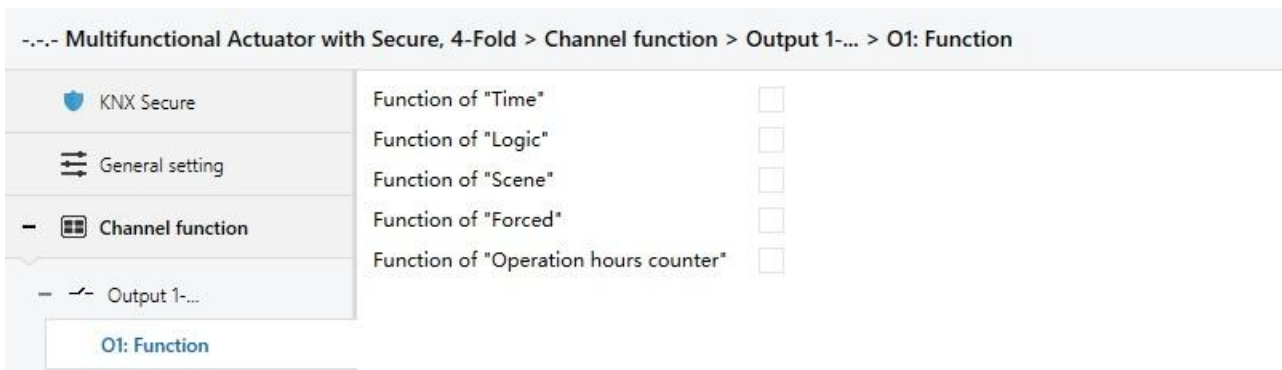 -.-.- Multifunctional Actuator with Secure, 4-Fold > Channel function > Output 1-... > O1: Function
KNX Secure
General setting
Channel function
Output 1-...
O1: Function
Function of "Time"
Function of "Logic"
Function of "Scene"
Function of "Forced"
Function of "Operation hours counter"